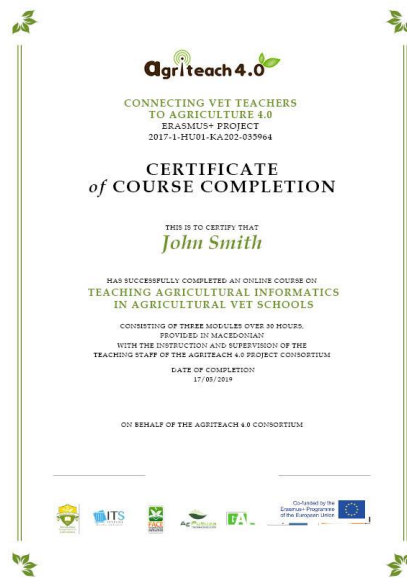 agriteach 4.0
CONNECTING VET TEACHERS
TO AGRICULTURE 4.0
ERASMUS+ PROJECT
2017-1-HU01-KA202-035964
CERTIFICATE
of COURSE COMPLETION
THIS IS TO CERTIFY THAT
John Smith
HAS SUCCESSFULLY COMPLETED AN ONLINE COURSE ON
TEACHING AGRICULTURAL INFORMATICS
IN AGRICULTURAL VET SCHOOLS
CONSISTING OF THREE MODULES OVER 30 HOURS,
PROVIDED IN MACEDONIAN
WITH THE INSTRUCTION AND SUPERVISION OF THE
TEACHING STAFF OF THE AGRITEACH 4.0 PROJECT CONSORTIUM
DATE OF COMPLETION
17/05/2019
ON BEHALF OF THE AGRITEACH 4.0 CONSORTIUM
ITS
Co-funded by the
Erasmus+ Programme
of the European Union